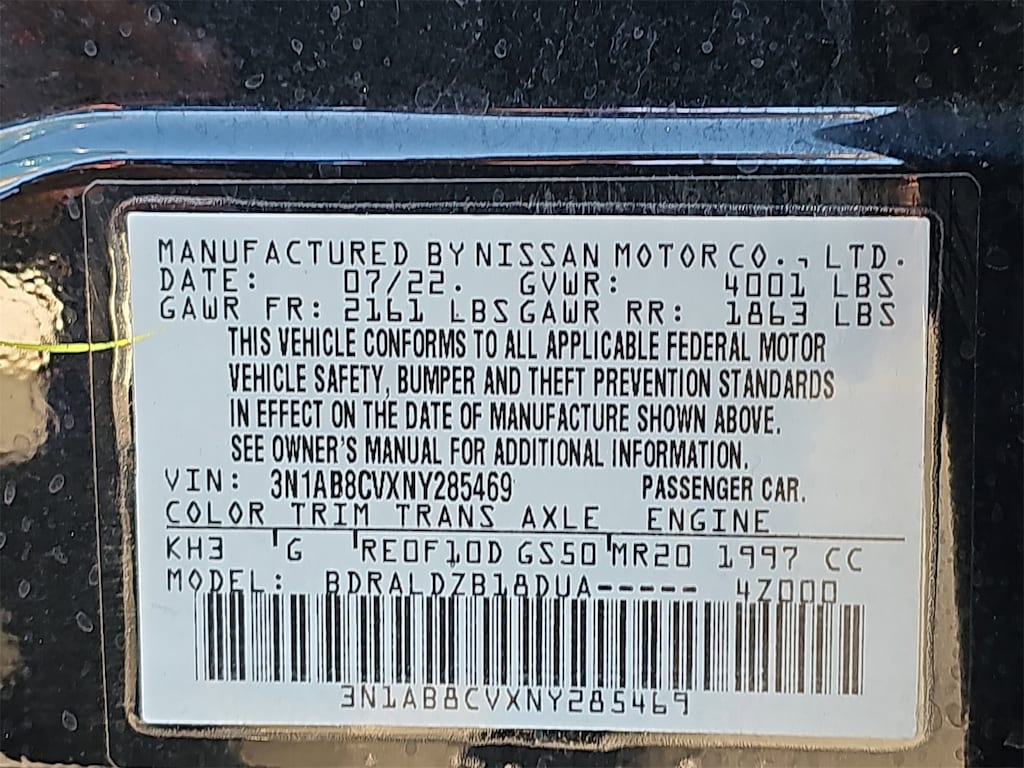 MANUFACTURED BY NISSAN MOTOR CO., LTD.
DATE: 07/22. GVWR: 4001 LBS
GAWR FR: 2161 LBS GAWR RR: 1863 LBS
THIS VEHICLE CONFORMS TO ALL APPLICABLE FEDERAL MOTOR
VEHICLE SAFETY, BUMPER AND THEFT PREVENTION STANDARDS
IN EFFECT ON THE DATE OF MANUFACTURE SHOWN ABOVE.
SEE OWNER'S MANUAL FOR ADDITIONAL INFORMATION.
VIN: 3N1AB8CVXNY285469 PASSENGER CAR.
COLOR TRIM TRANS AXLE ENGINE
KH3 G RE0F10D GS50 MR20 1997 CC
MODEL: BDRALDZB18DUA----- 4Z000
3N1AB8CVXNY285469